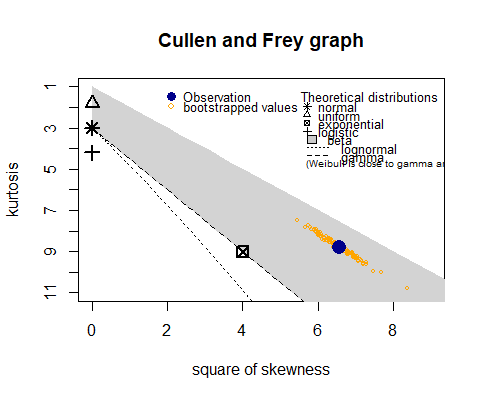 Cullen and Frey graph
Observation
bootstrapped values
Theoretical distributions
normal
uniform
exponential
logistic
beta
lognormal
gamma
(Weibull is close to gamma an
kurtosis
1
3
5
7
9
11
0
2
4
6
8
square of skewness